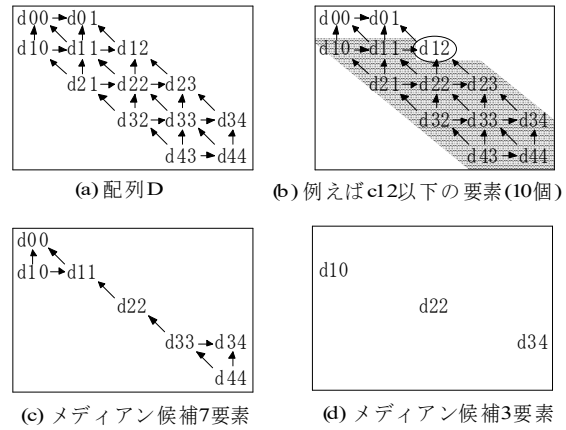 d00 d01
d10 d11 d12
d21 d22 d23
d32 d33 d34
d43 d44
(a) 配列D
d00 d01
d10 d11 d12
d21 d22 d23
d32 d33 d34
d43 d44
(b) 例えばc12以下の要素(10個)
d00
d10 d11
d22
d33 d34
d44
(c) メディアン候補7要素
d10
d22
d34
(d) メディアン候補3要素